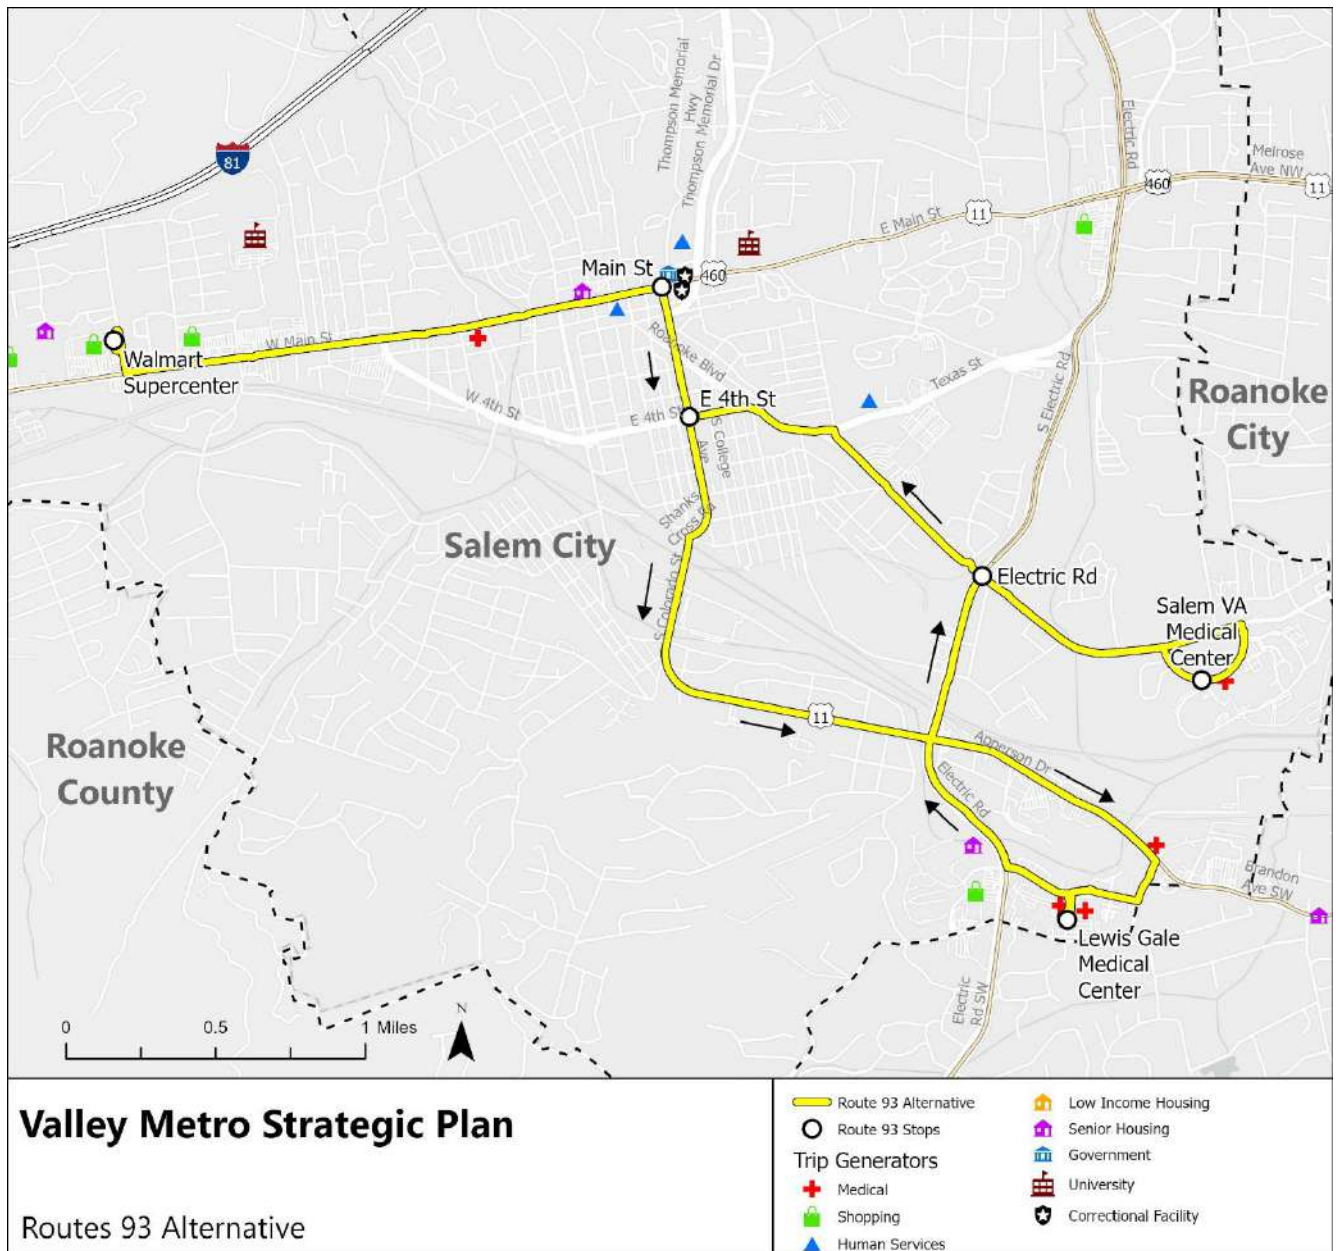 Thompson Memorial
Hwy
Thompson Memorial Dr
Electric Rd
81
Melrose
Ave NW
460
11
11
E Main St
Main St
460
Walmart
Supercenter
W Main St
Roanoke Blvd
Texas St
S Electric Rd
W 4th St
E 4th St
E 4th St
S College
Ave
Roanoke
City
Shanks
Cross Rd
Salem City
S Colorado St
Electric Rd
Salem VA
Medical
Center
11
Apperson Dr
Roanoke
County
Electric Rd
Brandon
Ave SW
Lewis Gale
Medical
Center
Electric
Rd SW
0 0.5 1 Miles
N
Valley Metro Strategic Plan
Routes 93 Alternative
Route 93 Alternative
Route 93 Stops
Trip Generators
Medical
Shopping
Human Services
Low Income Housing
Senior Housing
Government
University
Correctional Facility